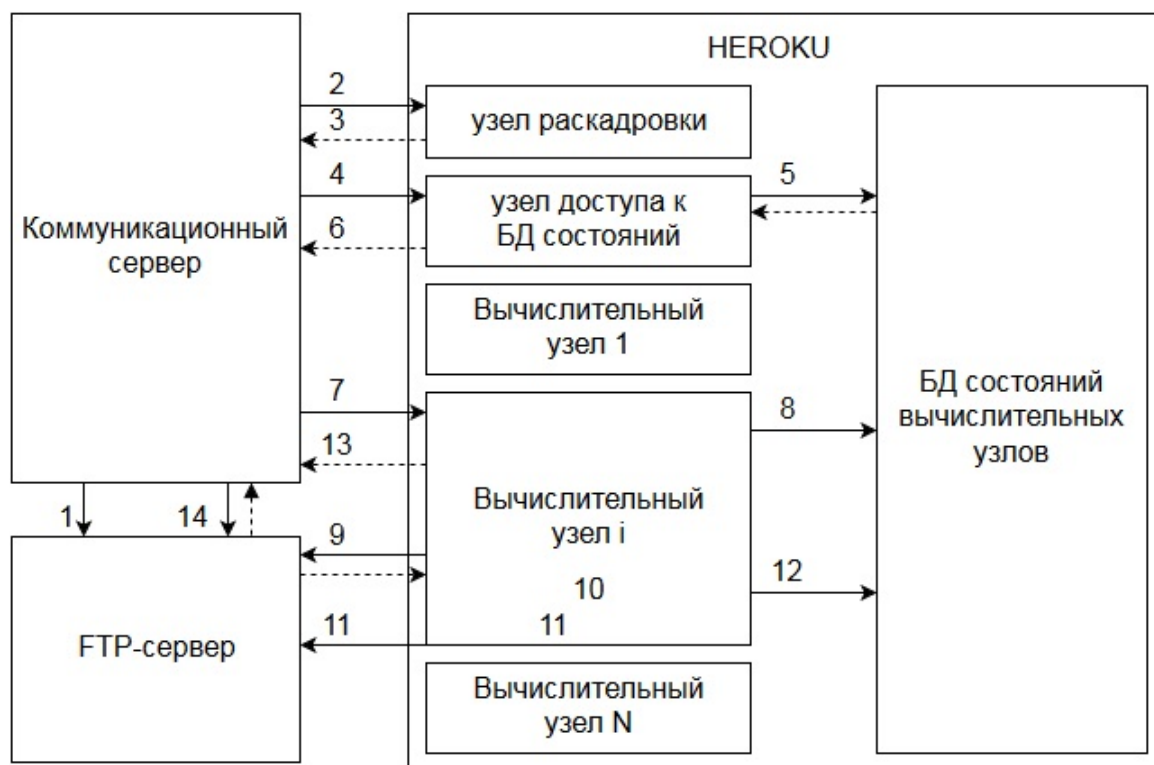 HEROKU
2
узел раскадровки
3
4
узел доступа к
БД состояний
5
6
Коммуникационный
сервер
Вычислительный
узел 1
БД состояний
вычислительных
узлов
7
8
13
Вычислительный
узел i
1
14
9
10
12
11
11
FTP-сервер
Вычислительный
узел N